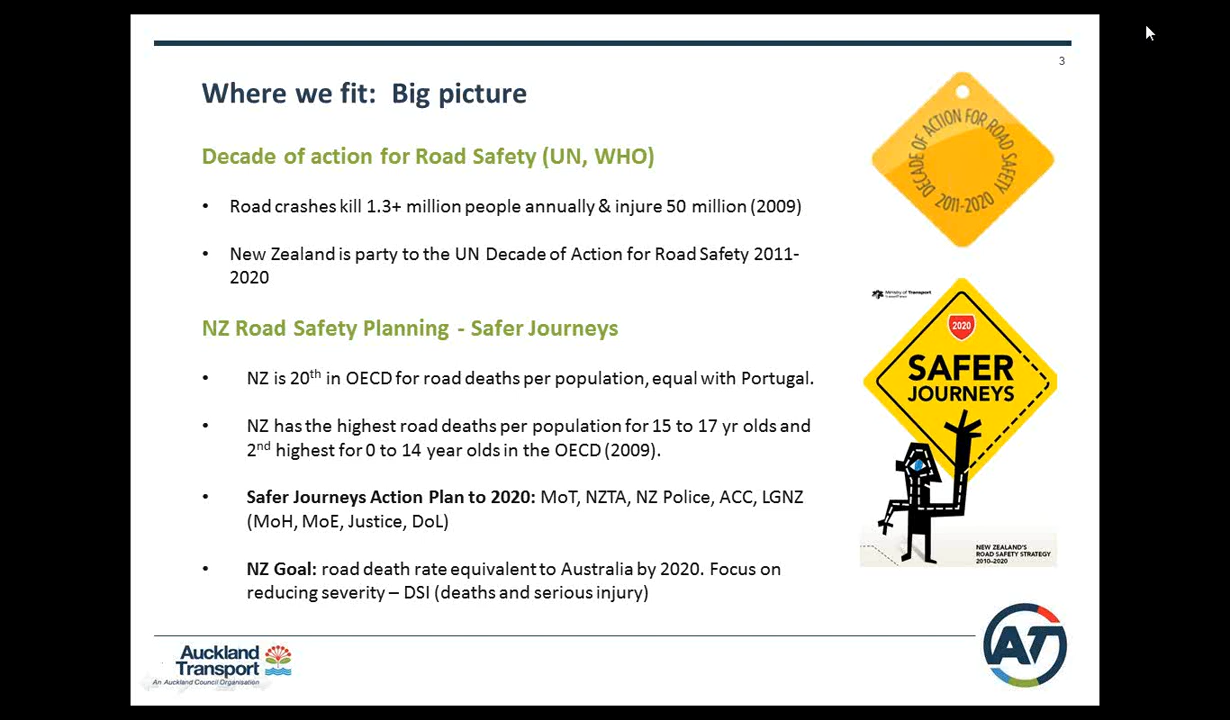 3
Where we fit: Big picture
Decade of action for Road Safety (UN, WHO)
• Road crashes kill 1.3+ million people annually & injure 50 million (2009)
• New Zealand is party to the UN Decade of Action for Road Safety 2011-
2020
NZ Road Safety Planning - Safer Journeys
• NZ is 20th in OECD for road deaths per population, equal with Portugal.
• NZ has the highest road deaths per population for 15 to 17 yr olds and
2nd highest for 0 to 14 year olds in the OECD (2009).
• Safer Journeys Action Plan to 2020: MoT, NZTA, NZ Police, ACC, LGNZ
(MoH, MoE, Justice, DoL)
• NZ Goal: road death rate equivalent to Australia by 2020. Focus on
reducing severity – DSI (deaths and serious injury)
DECADE OF ACTION FOR ROAD SAFETY
2011-2020
Ministry of Transport
2020
SAFER
JOURNEYS
NEW ZEALAND'S
ROAD SAFETY STRATEGY
2010–2020
Auckland
Transport
An Auckland Council Organisation
AT